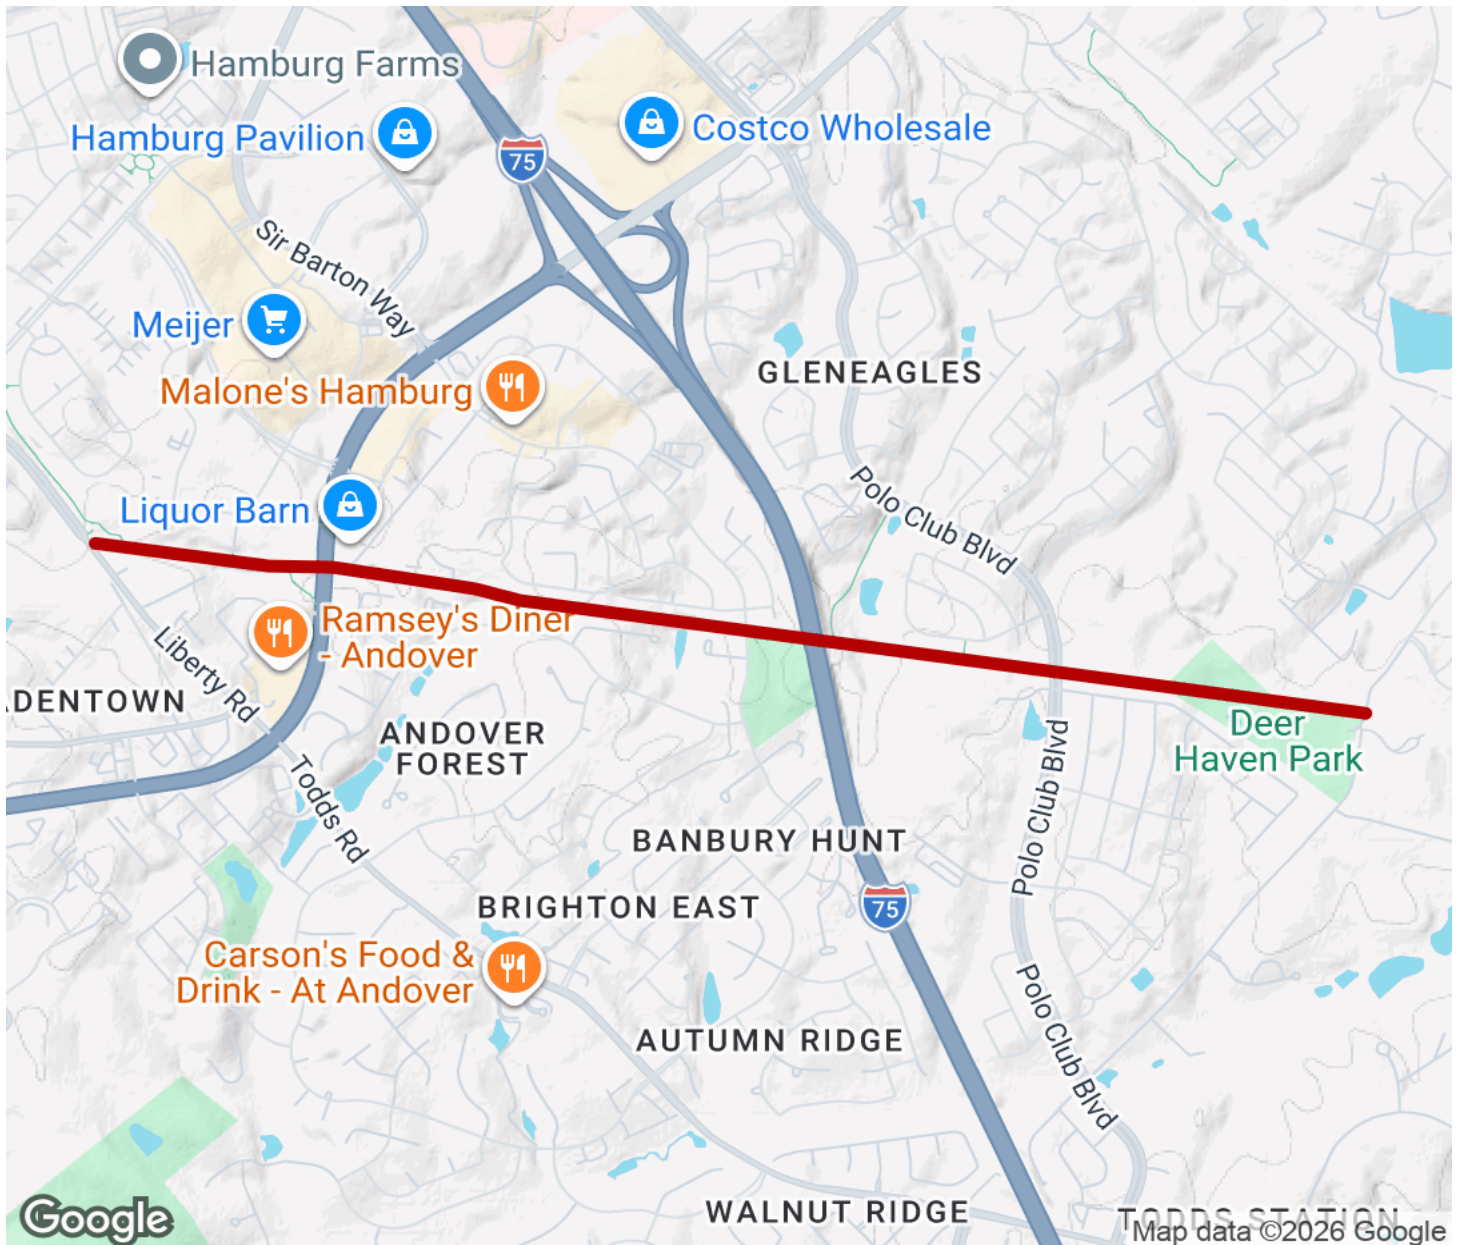 Hamburg Farms
Hamburg Pavilion
75
Costco Wholesale
Sir Barton Way
Meijer
GLENEAGLES
Malone's Hamburg
Polo Club Blvd
Liquor Barn
Ramsey's Diner
- Andover
Liberty Rd
DENTOWN
ANDOVER
FOREST
Deer
Haven Park
Todds Rd
Polo Club Blvd
BANBURY HUNT
BRIGHTON EAST
75
Carson's Food &
Drink - At Andover
Polo Club Blvd
AUTUMN RIDGE
WALNUT RIDGE
TODDS STATION
Google
Map data ©2026 Google